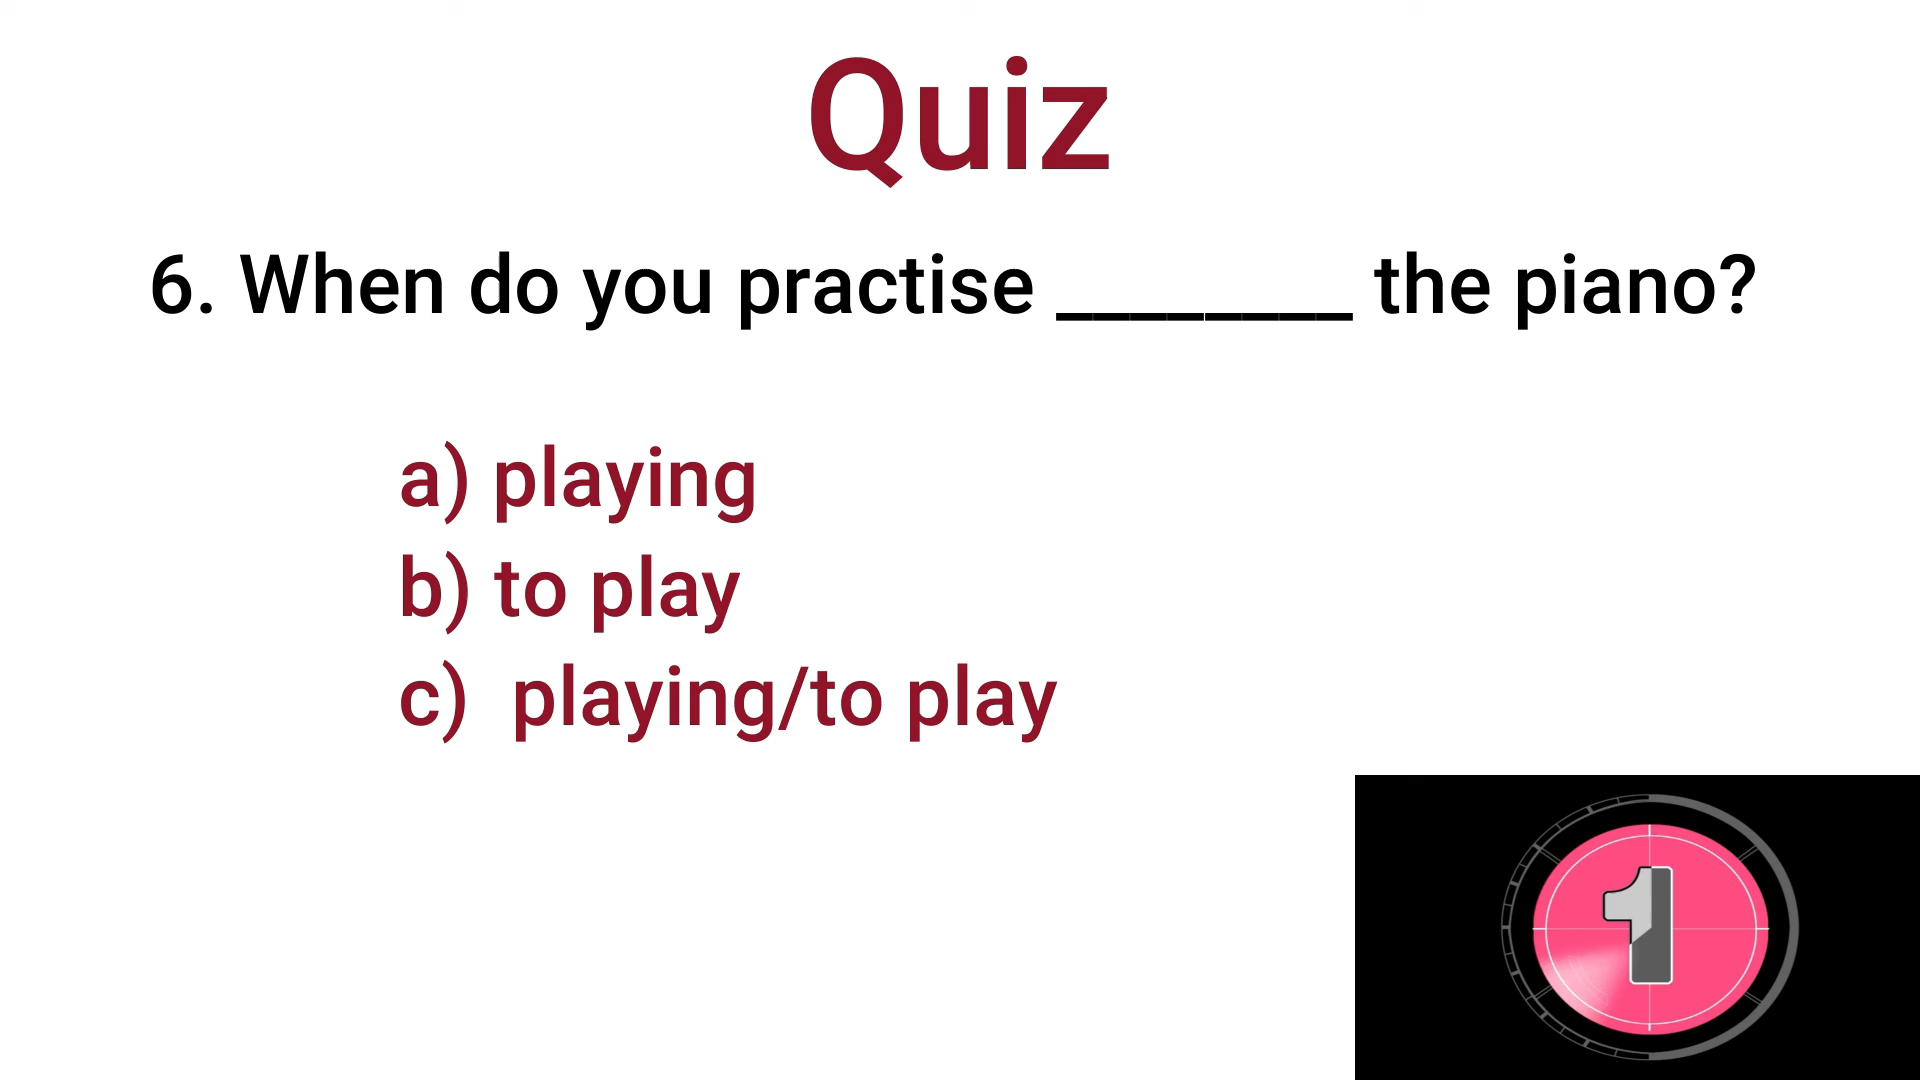 Quiz
6. When do you practise ________ the piano?
a) playing
b) to play
c) playing/to play
1